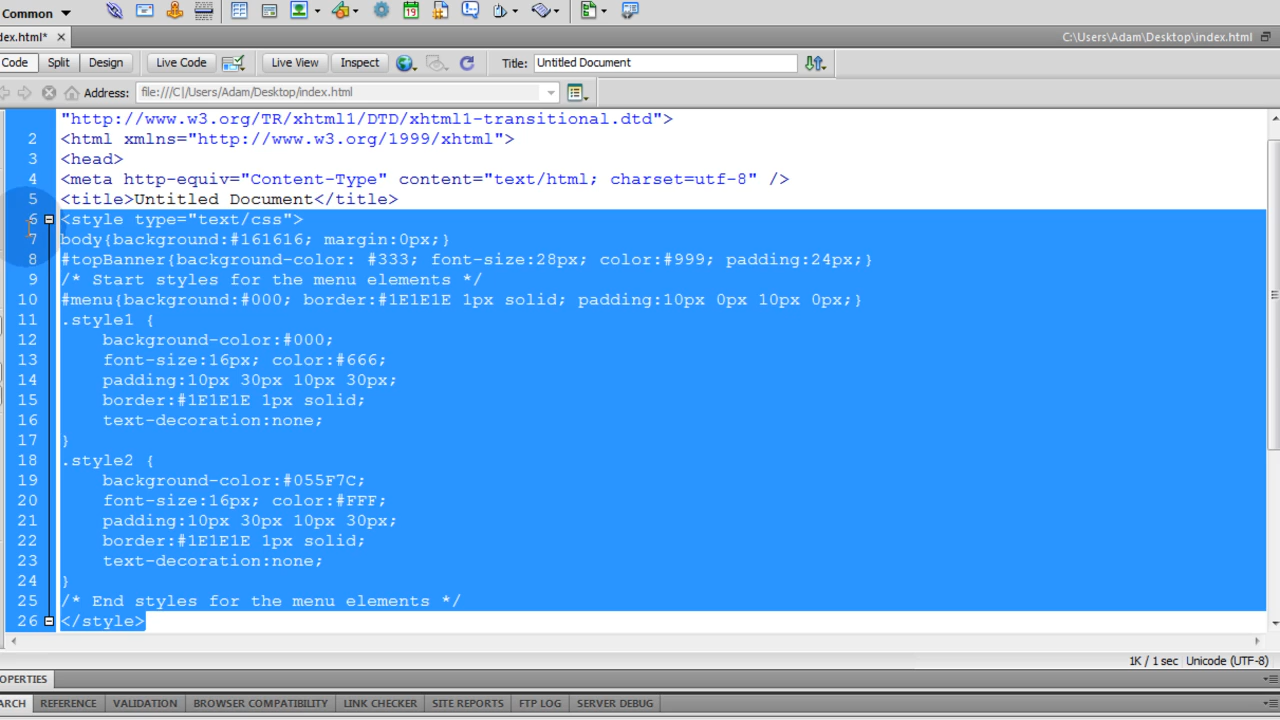 Common
dex.html* ×
C:\Users\Adam\Desktop\index.html
Code Split Design Live Code Live View Inspect Title: Untitled Document
Address: file:///C|/Users/Adam/Desktop/index.html
"http://www.w3.org/TR/xhtml1/DTD/xhtml1-transitional.dtd">
2 <html xmlns="http://www.w3.org/1999/xhtml">
3 <head>
4 <meta http-equiv="Content-Type" content="text/html; charset=utf-8" />
5 <title>Untitled Document</title>
6 <style type="text/css">
7 body{background:#161616; margin:0px;}
8 #topBanner{background-color: #333; font-size:28px; color:#999; padding:24px;}
9 /* Start styles for the menu elements */
10 #menu{background:#000; border:#1E1E1E 1px solid; padding:10px 0px 10px 0px;}
11 .style1 {
12 background-color:#000;
13 font-size:16px; color:#666;
14 padding:10px 30px 10px 30px;
15 border:#1E1E1E 1px solid;
16 text-decoration:none;
17 }
18 .style2 {
19 background-color:#055F7C;
20 font-size:16px; color:#FFF;
21 padding:10px 30px 10px 30px;
22 border:#1E1E1E 1px solid;
23 text-decoration:none;
24 }
25 /* End styles for the menu elements */
26 </style>
1K / 1 sec Unicode (UTF-8)
OPERTIES
ARCH REFERENCE VALIDATION BROWSER COMPATIBILITY LINK CHECKER SITE REPORTS FTP LOG SERVER DEBUG